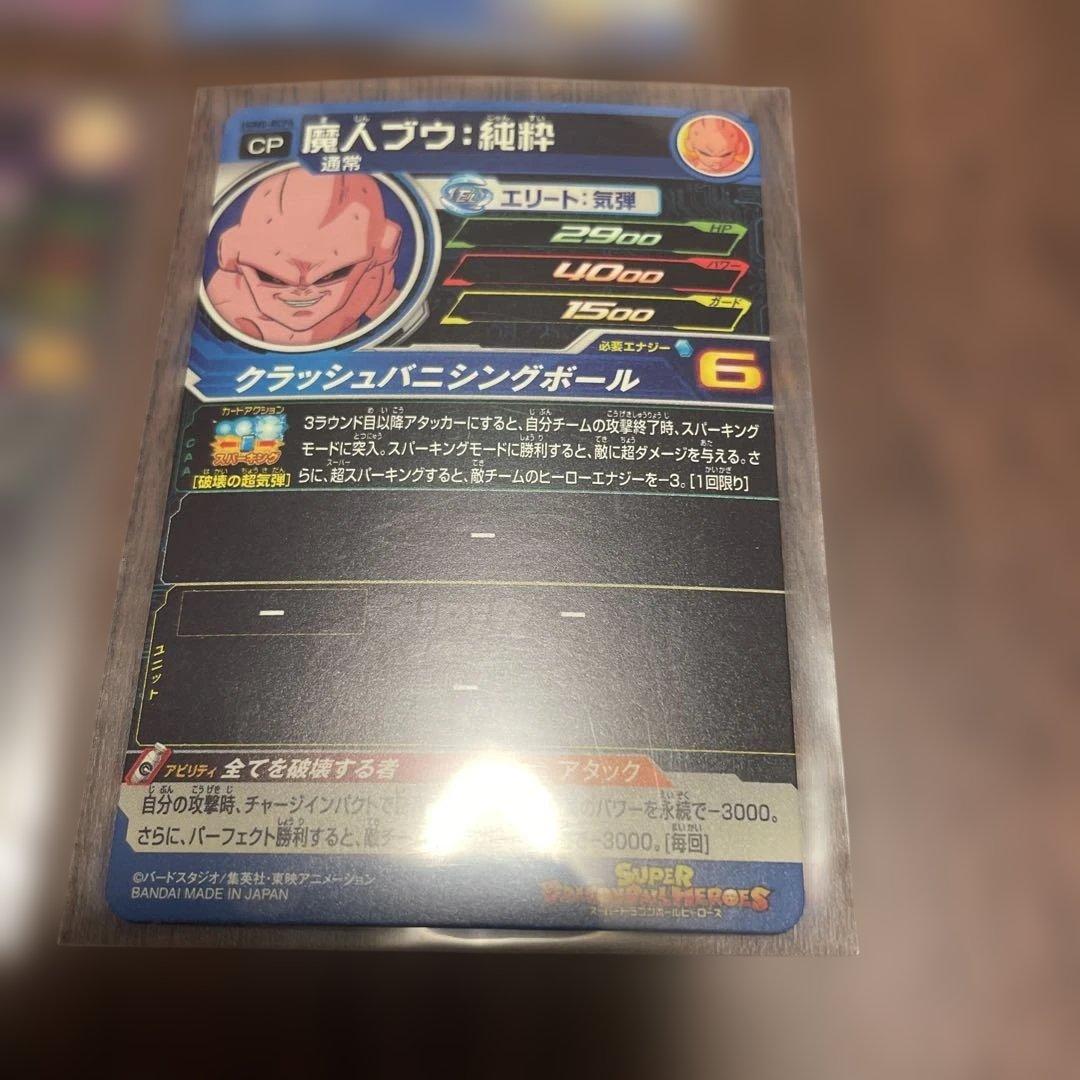 CP
魔人ブウ:純粋
通常
エリート:気弾
2900 HP
4000 パワー
1500 ガード
必要エナジー 6
クラッシュバニシングボール
CAA
カードアクション
スパーキング
[破壊の超気弾]
3ラウンド目以降アタッカーにすると、自分チームの攻撃終了時、スパーキング
モードに突入。スパーキングモードに勝利すると、敵に超ダメージを与える。さ
らに、超スパーキングすると、敵チームのヒーローエナジーを−3。[1回限り]
ー
ユニット
ー ー
ー
アビリティ 全てを破壊する者 アタック
自分の攻撃時、チャージインパクトで のパワーを永続で−3000。
さらに、パーフェクト勝利すると、敵チー −3000。[毎回]
©バードスタジオ/集英社・東映アニメーション
BANDAI MADE IN JAPAN
SUPER
DRAGONBALL HEROES
スーパードラゴンボールヒーローズ